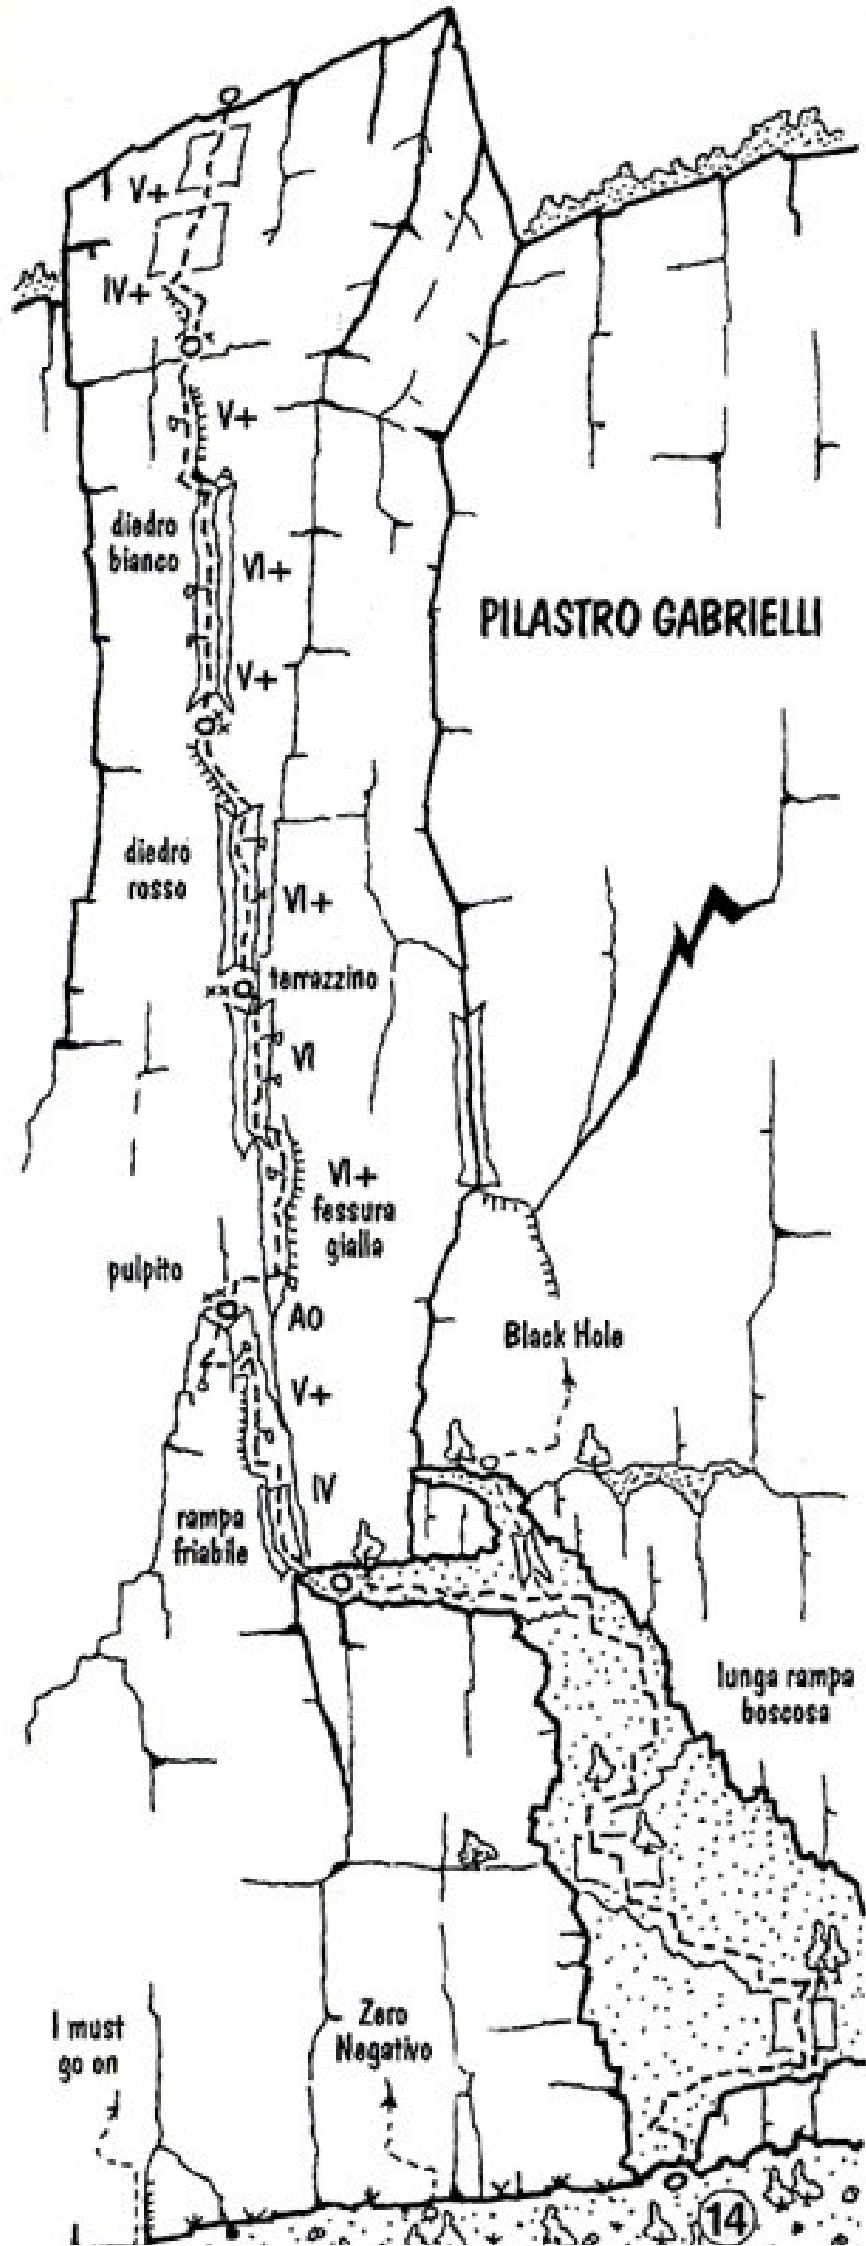 V+
IV+
V+
diedro
bianco
VI+
PILASTRO GABRIELLI
V+
diedro
rosso
VI+
terrazzino
VI
VI+
fessura
gialla
pulpito
A0
Black Hole
V+
IV
rampa
friabile
lunga rampa
boscosa
I must
go on
Zero
Negativo
14